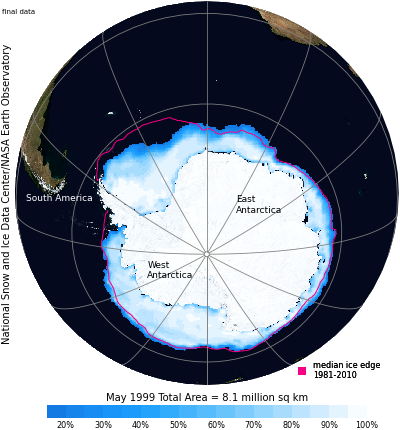 final data
National Snow and Ice Data Center/NASA Earth Observatory
South America
East
Antarctica
West
Antarctica
median ice edge
1981-2010
May 1999 Total Area = 8.1 million sq km
20% 30% 40% 50% 60% 70% 80% 90% 100%